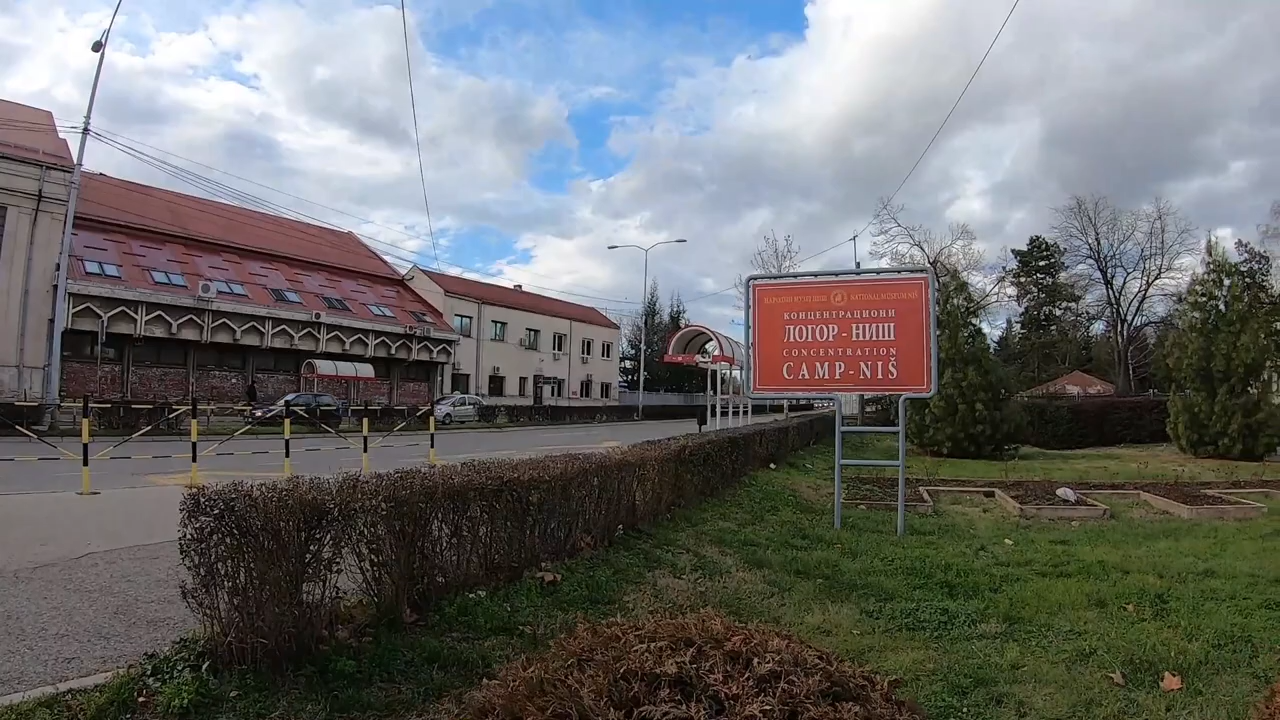 НАРОДНИ МУЗЕЈ НИШ NATIONAL MUSEUM NIŠ
КОНЦЕНТРАЦИОНИ
ЛОГОР - НИШ
CONCENTRATION
CAMP - NIŠ